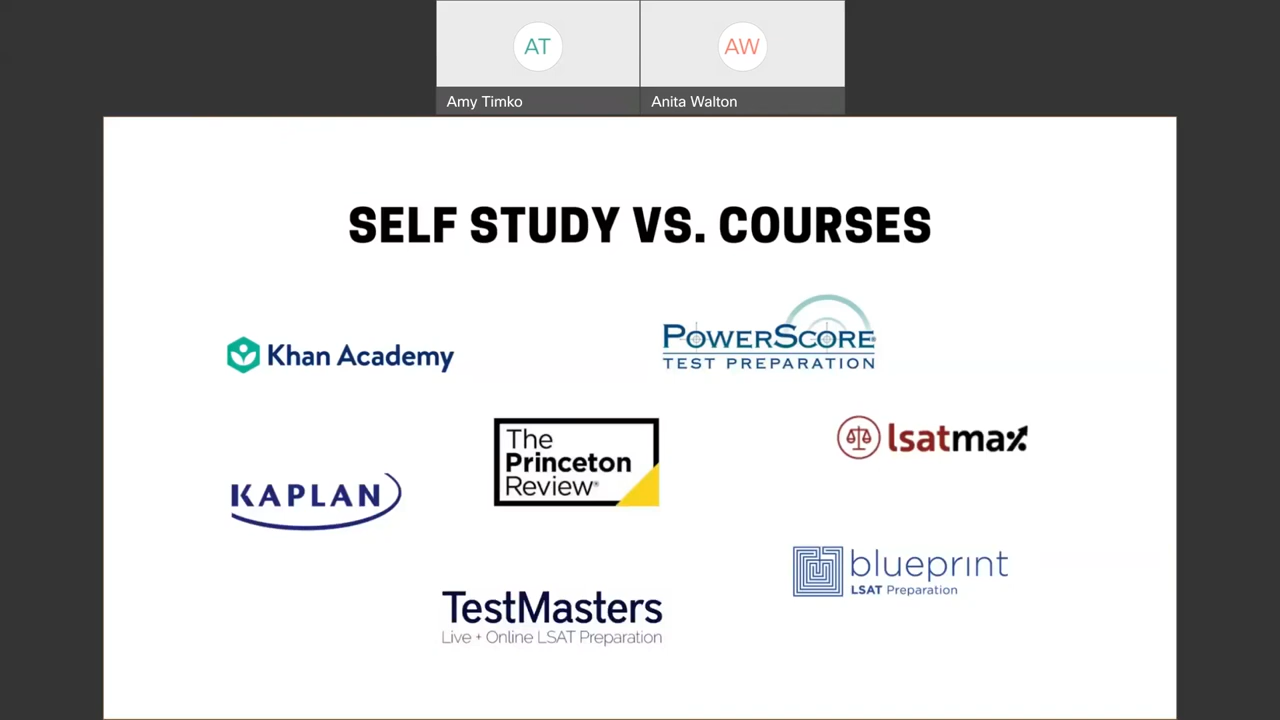 AT
AW
Amy Timko
Anita Walton
SELF STUDY VS. COURSES
Khan Academy
POWERSCORE®
TEST PREPARATION
The
Princeton
Review®
lsatmax
KAPLAN
blueprint
LSAT Preparation
TestMasters
Live + Online LSAT Preparation